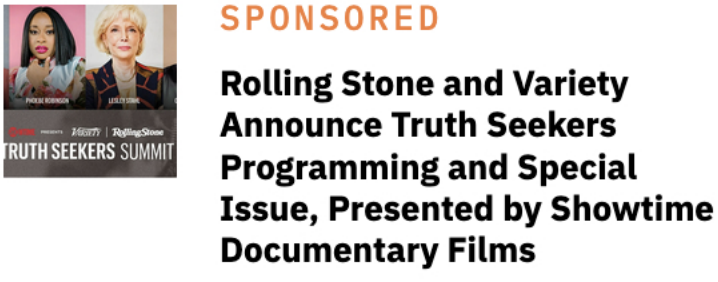 SPONSORED
PHOEBE ROBINSON
LESLEY STAHL
PRESENTS VARIETY | RollingStone
TRUTH SEEKERS SUMMIT
Rolling Stone and Variety
Announce Truth Seekers
Programming and Special
Issue, Presented by Showtime
Documentary Films